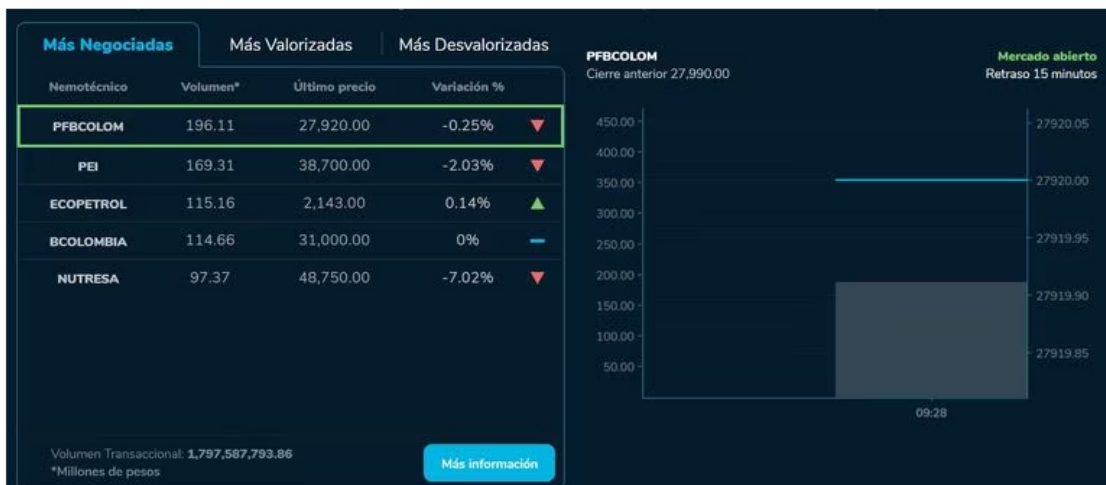 Más Negociadas Más Valorizadas Más Desvalorizadas
Nemotécnico Volumen* Último precio Variación %
PFBCOLOM 196.11 27,920.00 -0.25%
PEI 169.31 38,700.00 -2.03%
ECOPETROL 115.16 2,143.00 0.14%
BCOLOMBIA 114.66 31,000.00 0%
NUTRESA 97.37 48,750.00 -7.02%
Volumen Transaccional: 1,797,587,793.86
*Millones de pesos
Más información
PFBCOLOM Mercado abierto
Cierre anterior 27,990.00 Retraso 15 minutos
450.00
400.00
350.00
300.00
250.00
200.00
150.00
100.00
50.00
27920.05
27920.00
27919.95
27919.90
27919.85
09:28